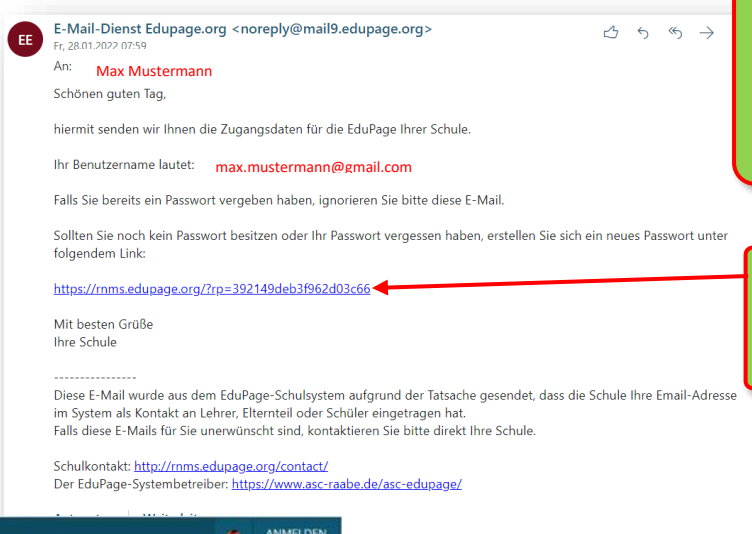 EE
E-Mail-Dienst Edupage.org <noreply@mail9.edupage.org>
Fr, 28.01.2022 07:59
An: Max Mustermann
Schönen guten Tag,
hiermit senden wir Ihnen die Zugangsdaten für die EduPage Ihrer Schule.
Ihr Benutzername lautet: max.mustermann@gmail.com
Falls Sie bereits ein Passwort vergeben haben, ignorieren Sie bitte diese E-Mail.
Sollten Sie noch kein Passwort besitzen oder Ihr Passwort vergessen haben, erstellen Sie sich ein neues Passwort unter
folgendem Link:
https://rnms.edupage.org/?rp=392149deb3f962d03c66
Mit besten Grüße
Ihre Schule
----------------
Diese E-Mail wurde aus dem EduPage-Schulsystem aufgrund der Tatsache gesendet, dass die Schule Ihre Email-Adresse
im System als Kontakt an Lehrer, Elternteil oder Schüler eingetragen hat.
Falls diese E-Mails für Sie unerwünscht sind, kontaktieren Sie bitte direkt Ihre Schule.
Schulkontakt: http://rnms.edupage.org/contact/
Der EduPage-Systembetreiber: https://www.asc-raabe.de/asc-edupage/
ANMELDEN